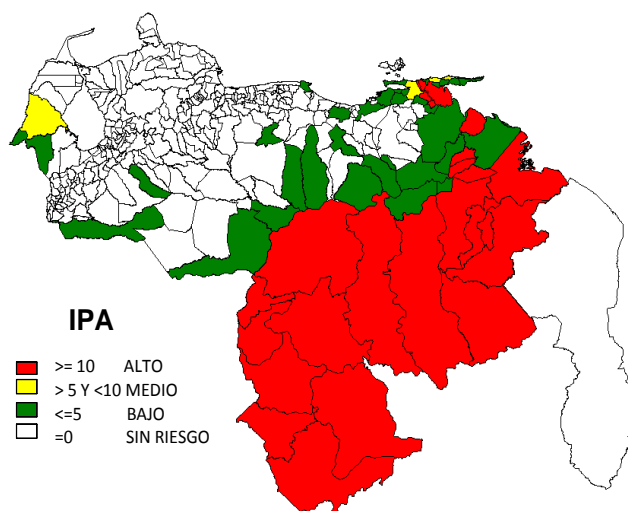 IPA
>= 10 ALTO
> 5 Y <10 MEDIO
<=5 BAJO
=0 SIN RIESGO